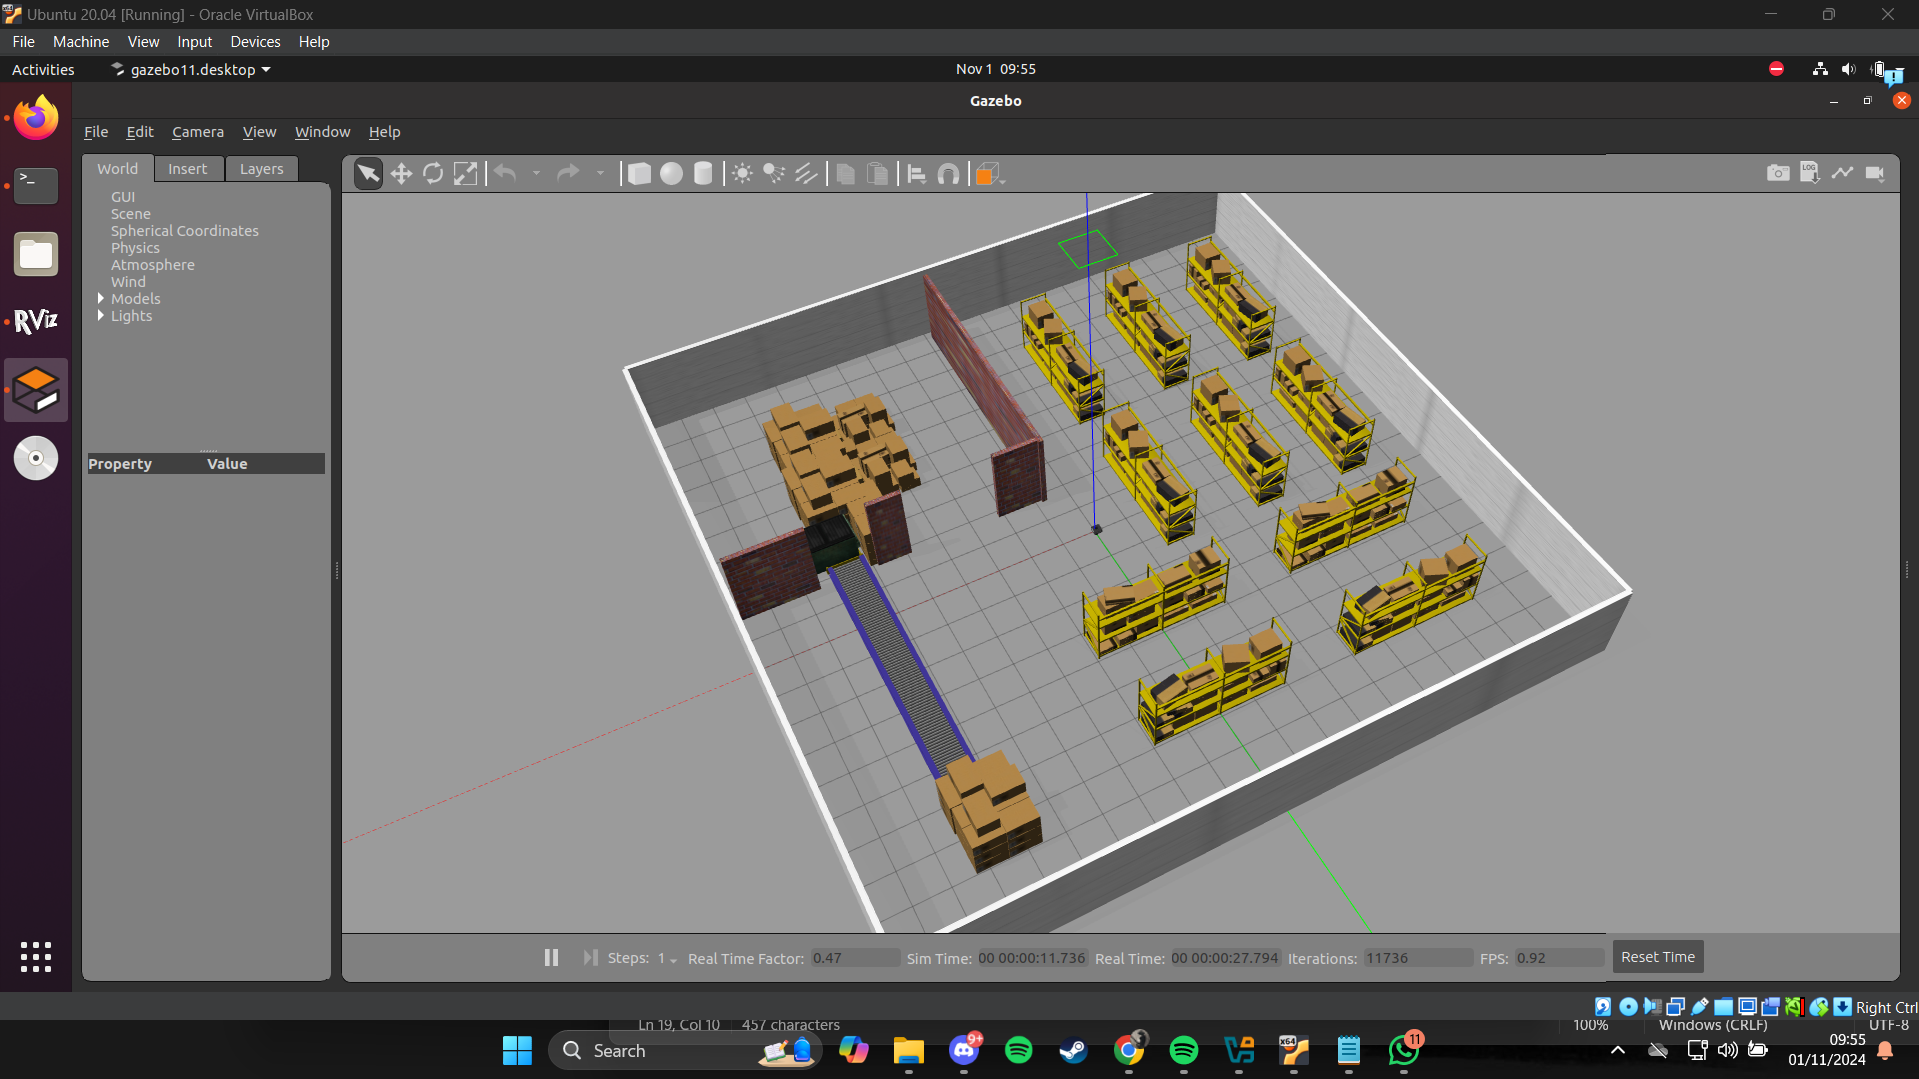 Ubuntu 20.04 [Running] - Oracle VirtualBox
File Machine View Input Devices Help
Activities gazebo11.desktop Nov 1 09:55
Gazebo
File Edit Camera View Window Help
World Insert Layers
GUI
Scene
Spherical Coordinates
Physics
Atmosphere
Wind
Models
Lights
RViz
LOG
Property Value
Steps: 1 Real Time Factor: 0.47 Sim Time: 00 00:00:11.736 Real Time: 00 00:00:27.794 Iterations: 11736 FPS: 0.92 Reset Time
Right Ctrl
Ln 19, Col 10 457 characters 100% Windows (CRLF) UTF-8
Search 9+ x64 11
09:55
01/11/2024